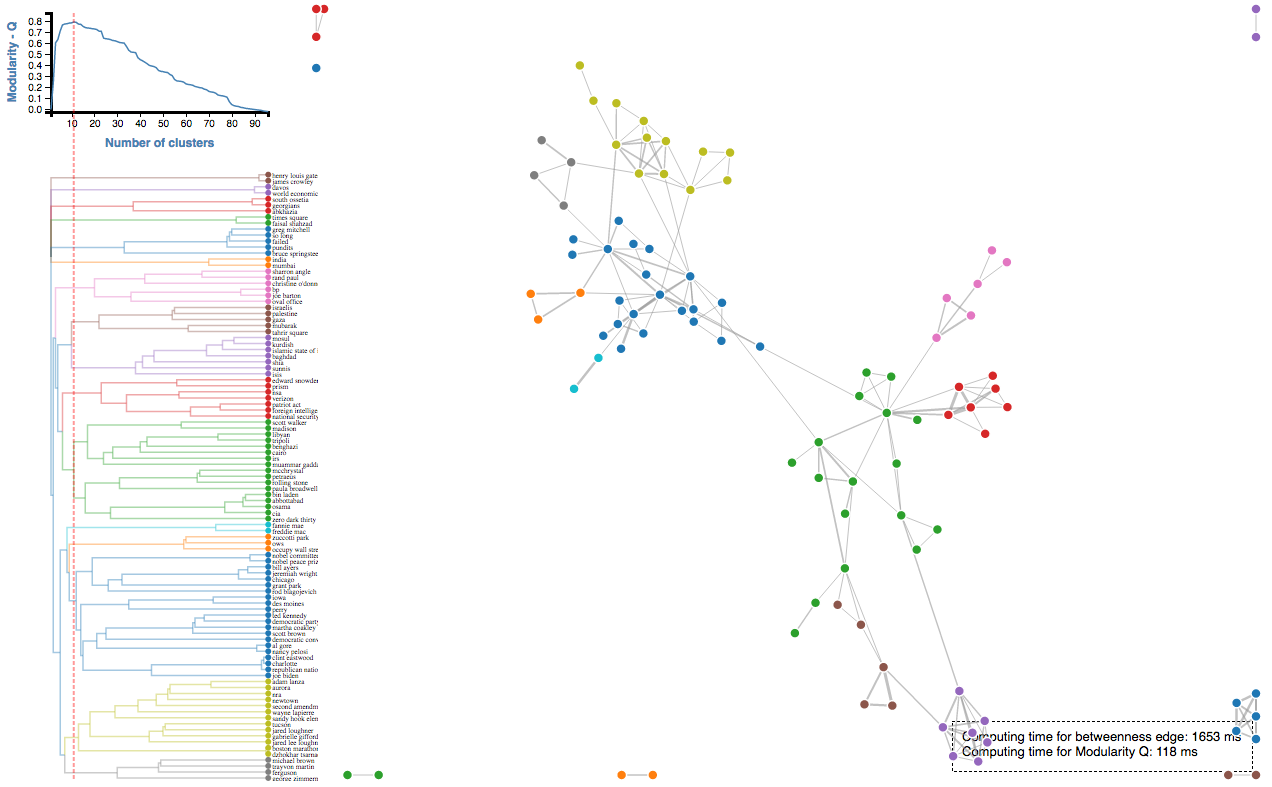 Modularity - Q
0.8
0.7
0.6
0.5
0.4
0.3
0.2
0.1
0.0
10 20 30 40 50 60 70 80 90
Number of clusters
henry louis gate
james crowley
davos
world economic
south ossetia
georgians
abkhazia
times square
faisal shahzad
greg mitchell
so long
failed
pundits
bruce springstee
india
mumbai
sharron angle
rand paul
christine o'donn
bp
joe barton
oval office
israelis
palestine
gaza
mubarak
tahrir square
mosul
kurdish
islamic state of
baghdad
shia
sunnis
isis
edward snowden
prism
nsa
verizon
patriot act
foreign intellige
national security
scott walker
madison
libyan
tripoli
benghazi
cairo
irs
muammar gadda
mcchrystal
petraeus
rolling stone
paula broadwell
bin laden
abbottabad
osama
cia
zero dark thirty
fannie mae
freddie mac
zuccotti park
ows
occupy wall stre
nobel committee
nobel peace priz
bill ayers
jeremiah wright
chicago
grant park
rod blagojevich
iowa
des moines
perry
ted kennedy
democratic party
martha coakley
scott brown
democratic conv
al gore
nancy pelosi
clint eastwood
charlotte
republican natio
joe biden
adam lanza
aurora
nra
newtown
second amendm
wayne lapierre
sandy hook elem
tucson
jared loughner
gabrielle gifford
jared lee loughn
boston marathon
dzhokhar tsarna
michael brown
trayvon martin
ferguson
george zimmern
Computing time for betweenness edge: 1653 ms
Computing time for Modularity Q: 118 ms